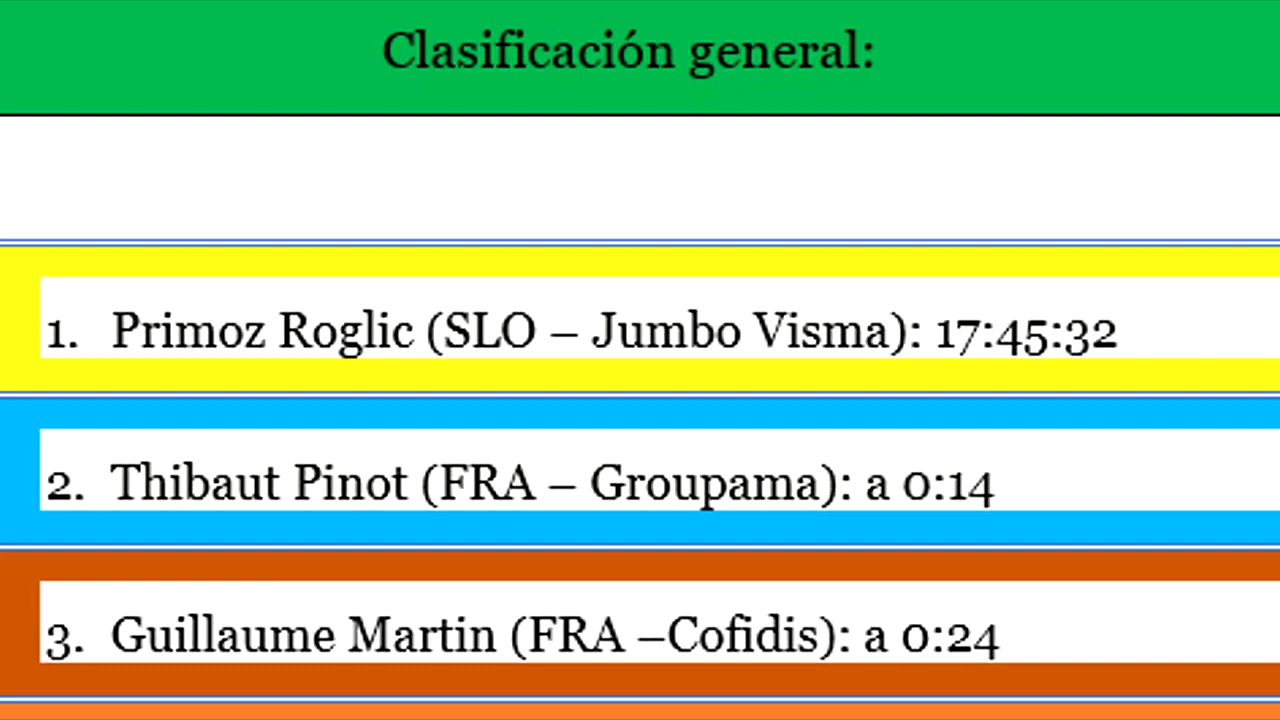 Clasificación general:
1. Primoz Roglic (SLO – Jumbo Visma): 17:45:32
2. Thibaut Pinot (FRA – Groupama): a 0:14
3. Guillaume Martin (FRA –Cofidis): a 0:24